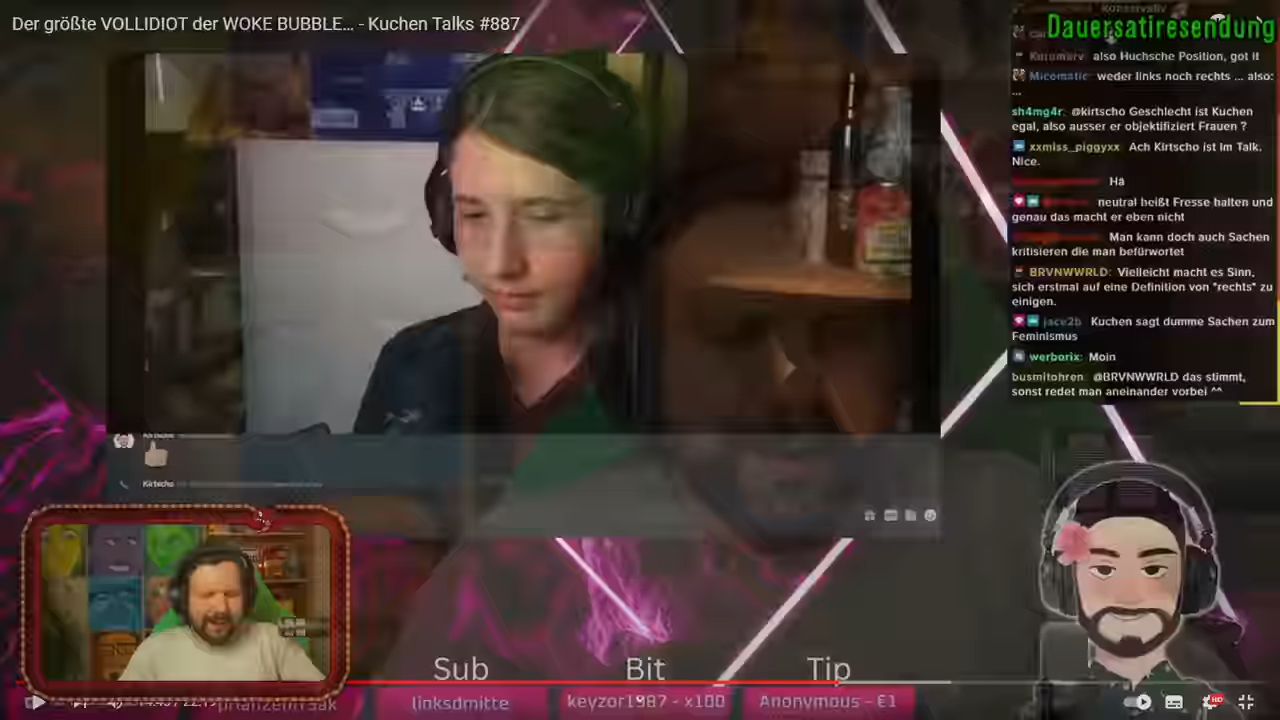 Der größte VOLLIDIOT der WOKE BUBBLE... - Kuchen Talks #887
Dauersatiresendung
Karumarv also Huchsche Position, got it
Micomatic weder links noch rechts ... also:
...
sh4mg4r: @kirtscho Geschlecht ist Kuchen
egal, also ausser er objektifiziert Frauen ?
xxmiss_piggyxx Ach Kirtscho ist Im Talk.
Nice.
Hä
neutral heißt Fresse halten und
genau das macht er eben nicht
Man kann doch auch Sachen
kritisieren die man befürwortet
BRVNWWRLD: Vielleicht macht es Sinn,
sich erstmal auf eine Definition von "rechts" zu
einigen.
jace2b Kuchen sagt dumme Sachen zum
Feminismus
werborix: Moin
busmitohren: @BRVNWWRLD das stimmt,
sonst redet man aneinander vorbei ^^
Kirtscho
Sub
Bit
Tip
linksdmitte
keyzor1987 - x100
Anonymous - €1
HD